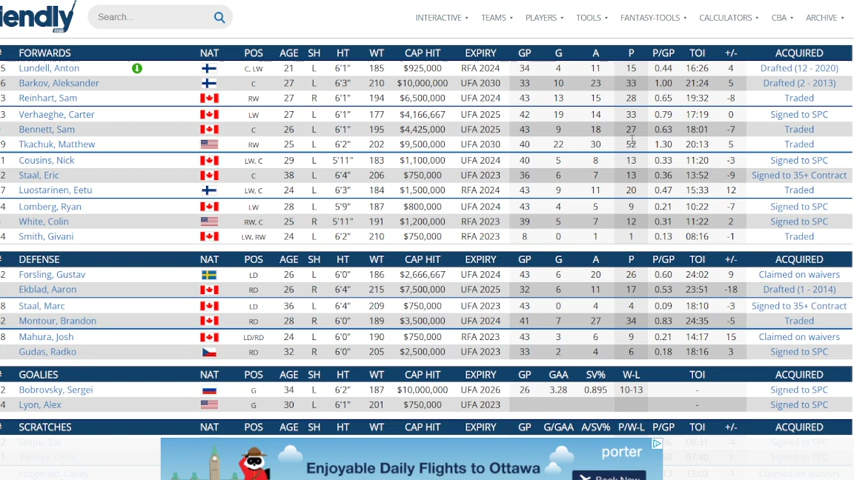 iendly
Search...
INTERACTIVE TEAMS PLAYERS TOOLS FANTASY-TOOLS CALCULATORS CBA ARCHIVE
FORWARDS NAT POS AGE SH HT WT CAP HIT EXPIRY GP G A P P/GP TOI +/- ACQUIRED
5 Lundell, Anton C, LW 21 L 6'1" 185 $925,000 RFA 2024 34 4 11 15 0.44 16:26 4 Drafted (12 - 2020)
6 Barkov, Aleksander C 27 L 6'3" 210 $10,000,000 UFA 2030 33 10 23 33 1.00 21:24 5 Drafted (2 - 2013)
3 Reinhart, Sam RW 27 R 6'1" 194 $6,500,000 UFA 2024 43 13 15 28 0.65 19:32 -8 Traded
3 Verhaeghe, Carter LW 27 L 6'1" 177 $4,166,667 UFA 2025 42 19 14 33 0.79 17:19 0 Signed to SPC
Bennett, Sam C 26 L 6'1" 195 $4,425,000 UFA 2025 43 9 18 27 0.63 18:01 -7 Traded
9 Tkachuk, Matthew RW 25 L 6'2" 202 $9,500,000 UFA 2030 40 22 30 52 1.30 20:13 5 Traded
1 Cousins, Nick LW, C 29 L 5'11" 183 $1,100,000 UFA 2024 40 5 8 13 0.33 11:20 -3 Signed to SPC
2 Staal, Eric C 38 L 6'4" 206 $750,000 UFA 2023 36 6 7 13 0.36 13:52 -9 Signed to 35+ Contract
7 Luostarinen, Eetu LW, C 24 L 6'3" 184 $1,500,000 RFA 2024 43 9 11 20 0.47 15:33 12 Traded
4 Lomberg, Ryan LW 28 L 5'9" 187 $800,000 UFA 2024 43 4 5 9 0.21 10:22 -7 Signed to SPC
White, Colin RW, C 25 R 5'11" 191 $1,200,000 RFA 2023 39 5 7 12 0.31 11:22 2 Signed to SPC
4 Smith, Givani LW, RW 24 L 6'2" 210 $750,000 RFA 2023 8 0 1 1 0.13 08:16 -1 Traded
DEFENSE NAT POS AGE SH HT WT CAP HIT EXPIRY GP G A P P/GP TOI +/- ACQUIRED
2 Forsling, Gustav LD 26 L 6'0" 186 $2,666,667 UFA 2024 43 6 20 26 0.60 24:02 9 Claimed on waivers
Ekblad, Aaron RD 26 R 6'4" 215 $7,500,000 UFA 2025 32 6 11 17 0.53 23:51 -18 Drafted (1 - 2014)
8 Staal, Marc LD 36 L 6'4" 209 $750,000 UFA 2023 43 0 4 4 0.09 18:10 -3 Signed to 35+ Contract
2 Montour, Brandon RD 28 R 6'0" 189 $3,500,000 UFA 2024 41 7 27 34 0.83 24:35 -5 Traded
8 Mahura, Josh LD/RD 24 L 6'0" 190 $750,000 RFA 2023 43 3 6 9 0.21 14:17 15 Claimed on waivers
Gudas, Radko RD 32 R 6'0" 205 $2,500,000 UFA 2023 33 2 4 6 0.18 18:16 3 Signed to SPC
GOALIES NAT POS AGE SH HT WT CAP HIT EXPIRY GP GAA SV% W-L TOI ACQUIRED
2 Bobrovsky, Sergei G 34 L 6'2" 187 $10,000,000 UFA 2026 26 3.28 0.895 10-13 - Signed to SPC
4 Lyon, Alex G 30 L 6'1" 201 $750,000 UFA 2023 - Signed to SPC
SCRATCHES NAT POS AGE SH HT WT CAP HIT EXPIRY GP G/GAA A/SV% P/W-L P/GP TOI +/- ACQUIRED
porter
Enjoyable Daily Flights to Ottawa
Book Now